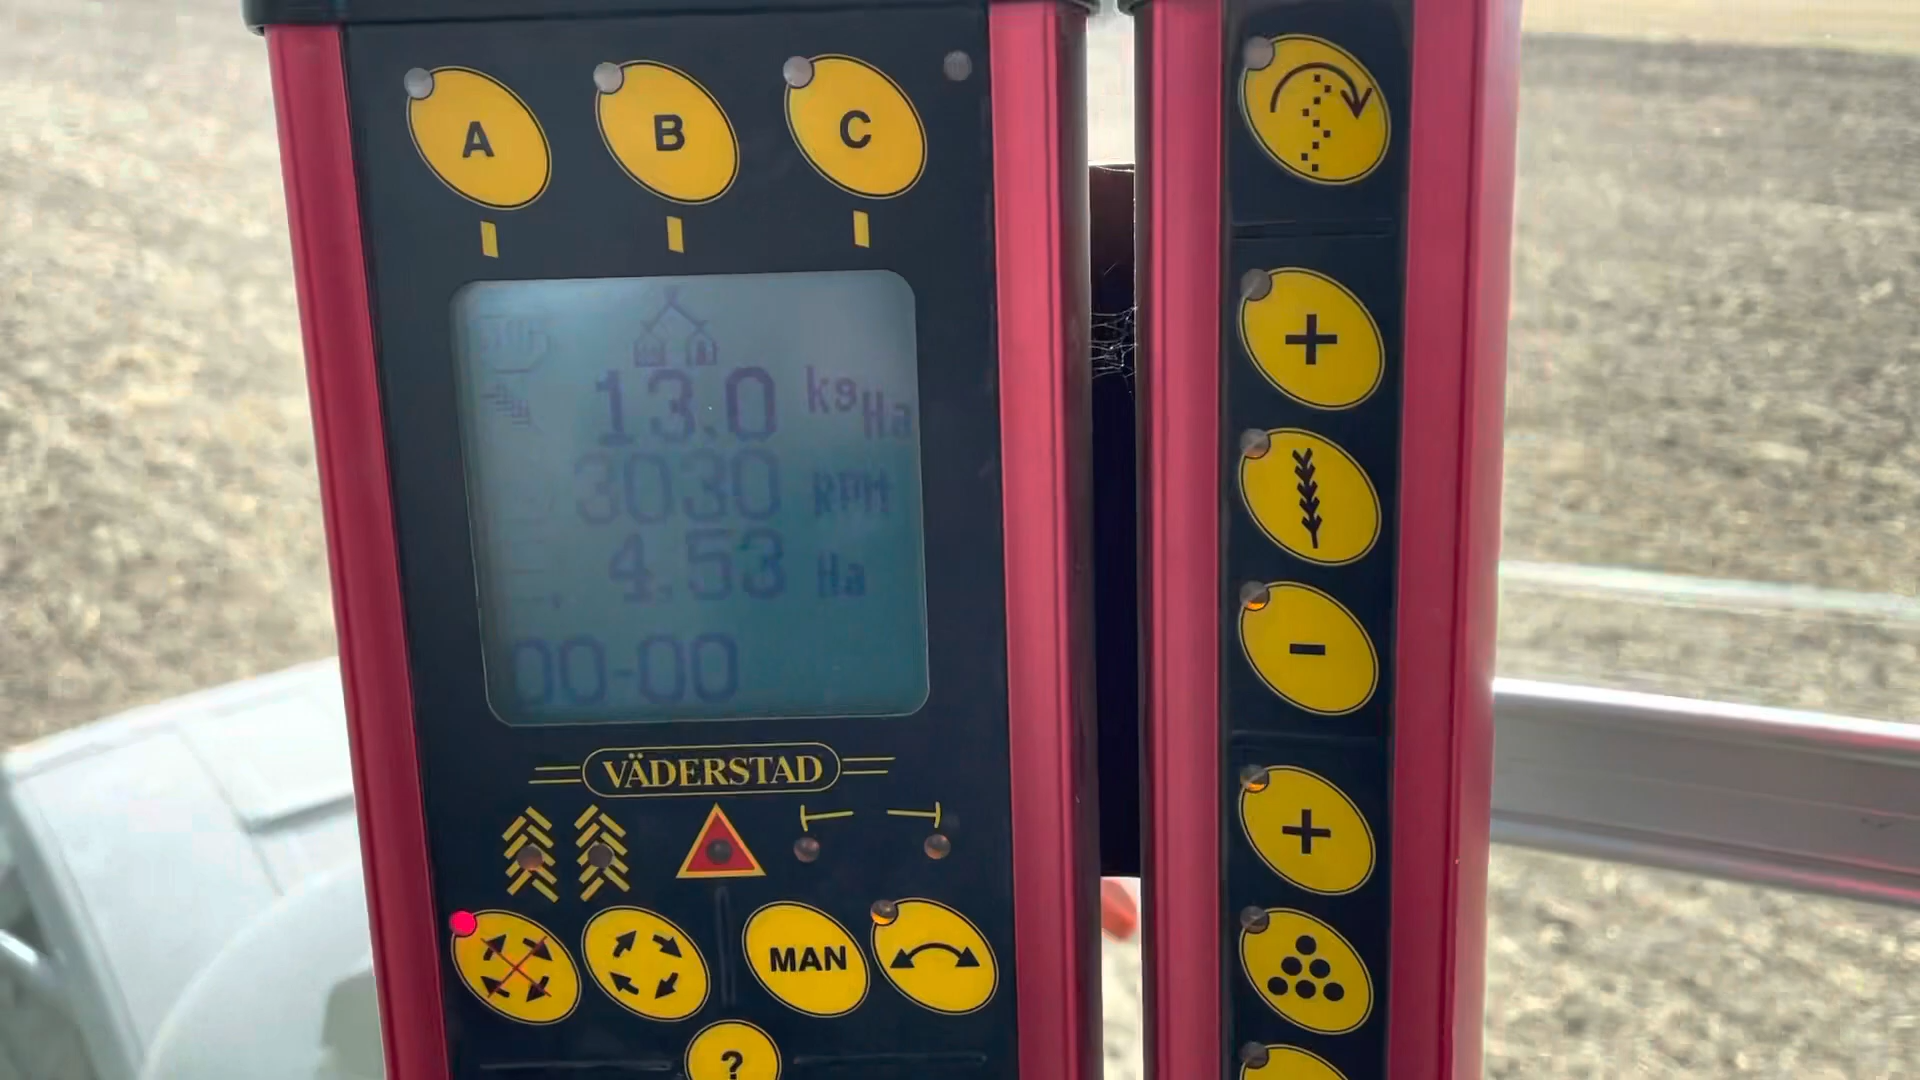 A B C
13.0 kg Ha
3030 RPM
4.53 Ha
00-00
VÄDERSTAD
MAN
?
+
-
+